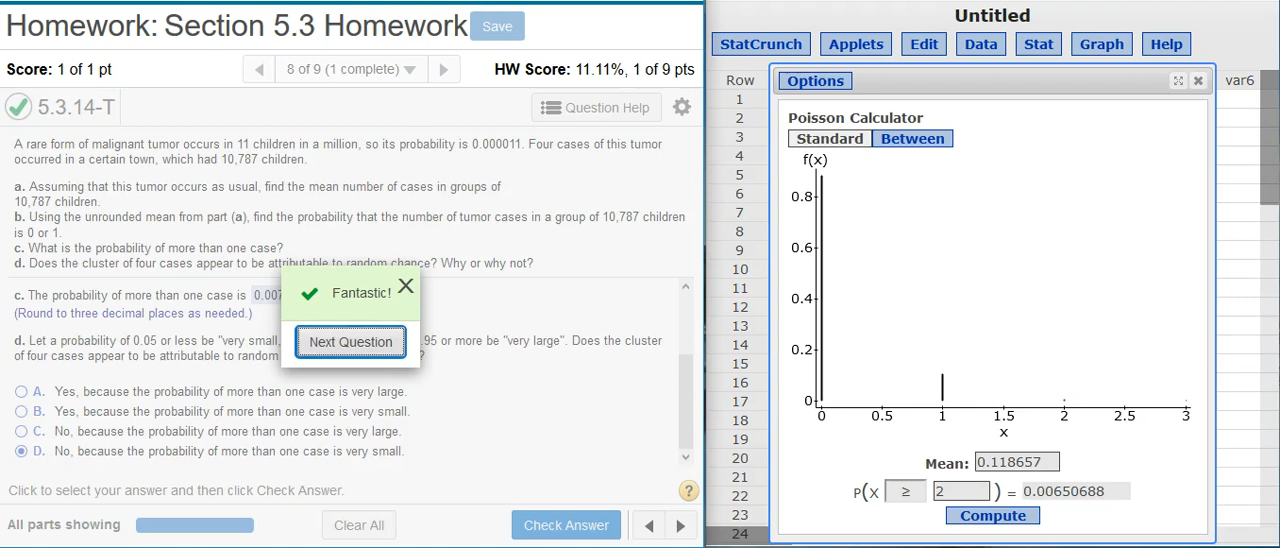 Homework: Section 5.3 Homework
Save
Score: 1 of 1 pt
8 of 9 (1 complete)
HW Score: 11.11%, 1 of 9 pts
5.3.14-T
Question Help
A rare form of malignant tumor occurs in 11 children in a million, so its probability is 0.000011. Four cases of this tumor
occurred in a certain town, which had 10,787 children.
a. Assuming that this tumor occurs as usual, find the mean number of cases in groups of
10,787 children.
b. Using the unrounded mean from part (a), find the probability that the number of tumor cases in a group of 10,787 children
is 0 or 1.
c. What is the probability of more than one case?
d. Does the cluster of four cases appear to be attributable to random chance? Why or why not?
c. The probability of more than one case is 0.007
(Round to three decimal places as needed.)
d. Let a probability of 0.05 or less be "very small, .95 or more be "very large". Does the cluster
of four cases appear to be attributable to random ?
A. Yes, because the probability of more than one case is very large.
B. Yes, because the probability of more than one case is very small.
C. No, because the probability of more than one case is very large.
D. No, because the probability of more than one case is very small.
Fantastic!
X
Next Question
Click to select your answer and then click Check Answer.
?
All parts showing
Clear All
Check Answer
Untitled
StatCrunch
Applets
Edit
Data
Stat
Graph
Help
Row
var6
1
2
3
4
5
6
7
8
9
10
11
12
13
14
15
16
17
18
19
20
21
22
23
24
Options
Poisson Calculator
Standard
Between
f(x)
0.8
0.6
0.4
0.2
0
0 0.5 1 1.5 2 2.5 3
x
Mean: 0.118657
P(X ≥ 2 ) = 0.00650688
Compute